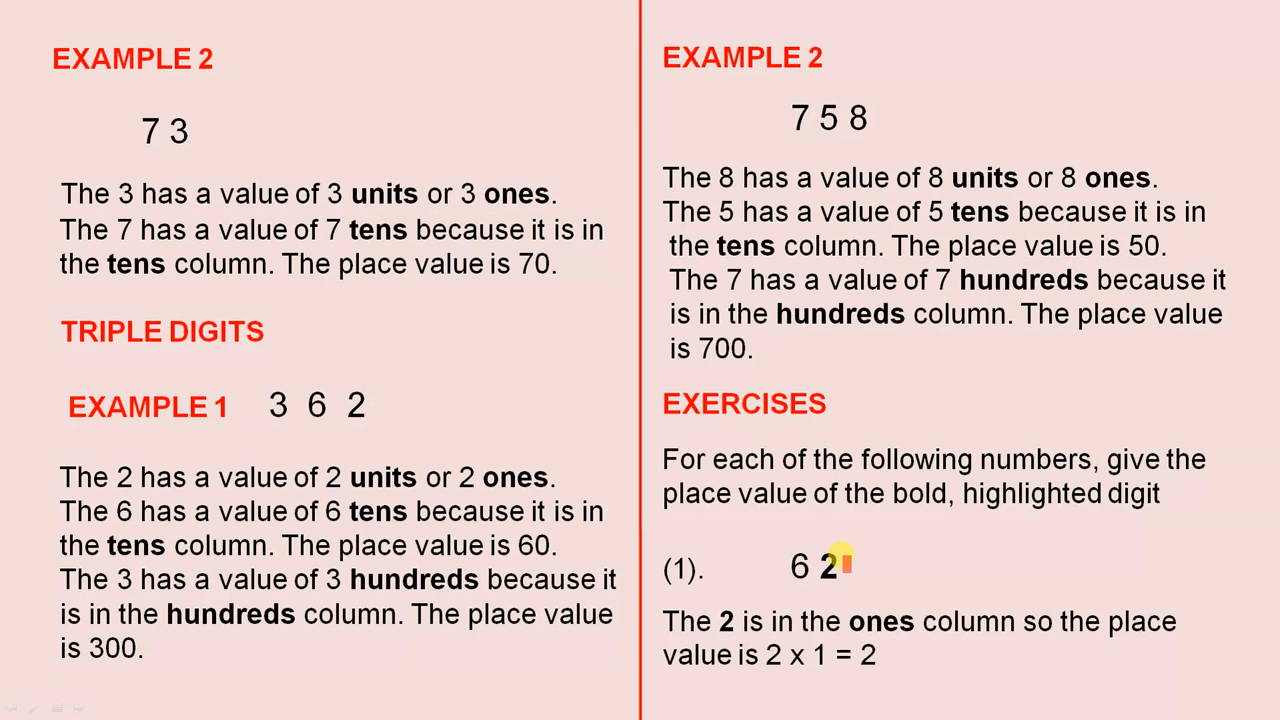 EXAMPLE 2
7 3
The 3 has a value of 3 units or 3 ones.
The 7 has a value of 7 tens because it is in
the tens column. The place value is 70.
TRIPLE DIGITS
EXAMPLE 1 3 6 2
The 2 has a value of 2 units or 2 ones.
The 6 has a value of 6 tens because it is in
the tens column. The place value is 60.
The 3 has a value of 3 hundreds because it
is in the hundreds column. The place value
is 300.
EXAMPLE 2
7 5 8
The 8 has a value of 8 units or 8 ones.
The 5 has a value of 5 tens because it is in
the tens column. The place value is 50.
The 7 has a value of 7 hundreds because it
is in the hundreds column. The place value
is 700.
EXERCISES
For each of the following numbers, give the
place value of the bold, highlighted digit
(1). 6 2
The 2 is in the ones column so the place
value is 2 x 1 = 2